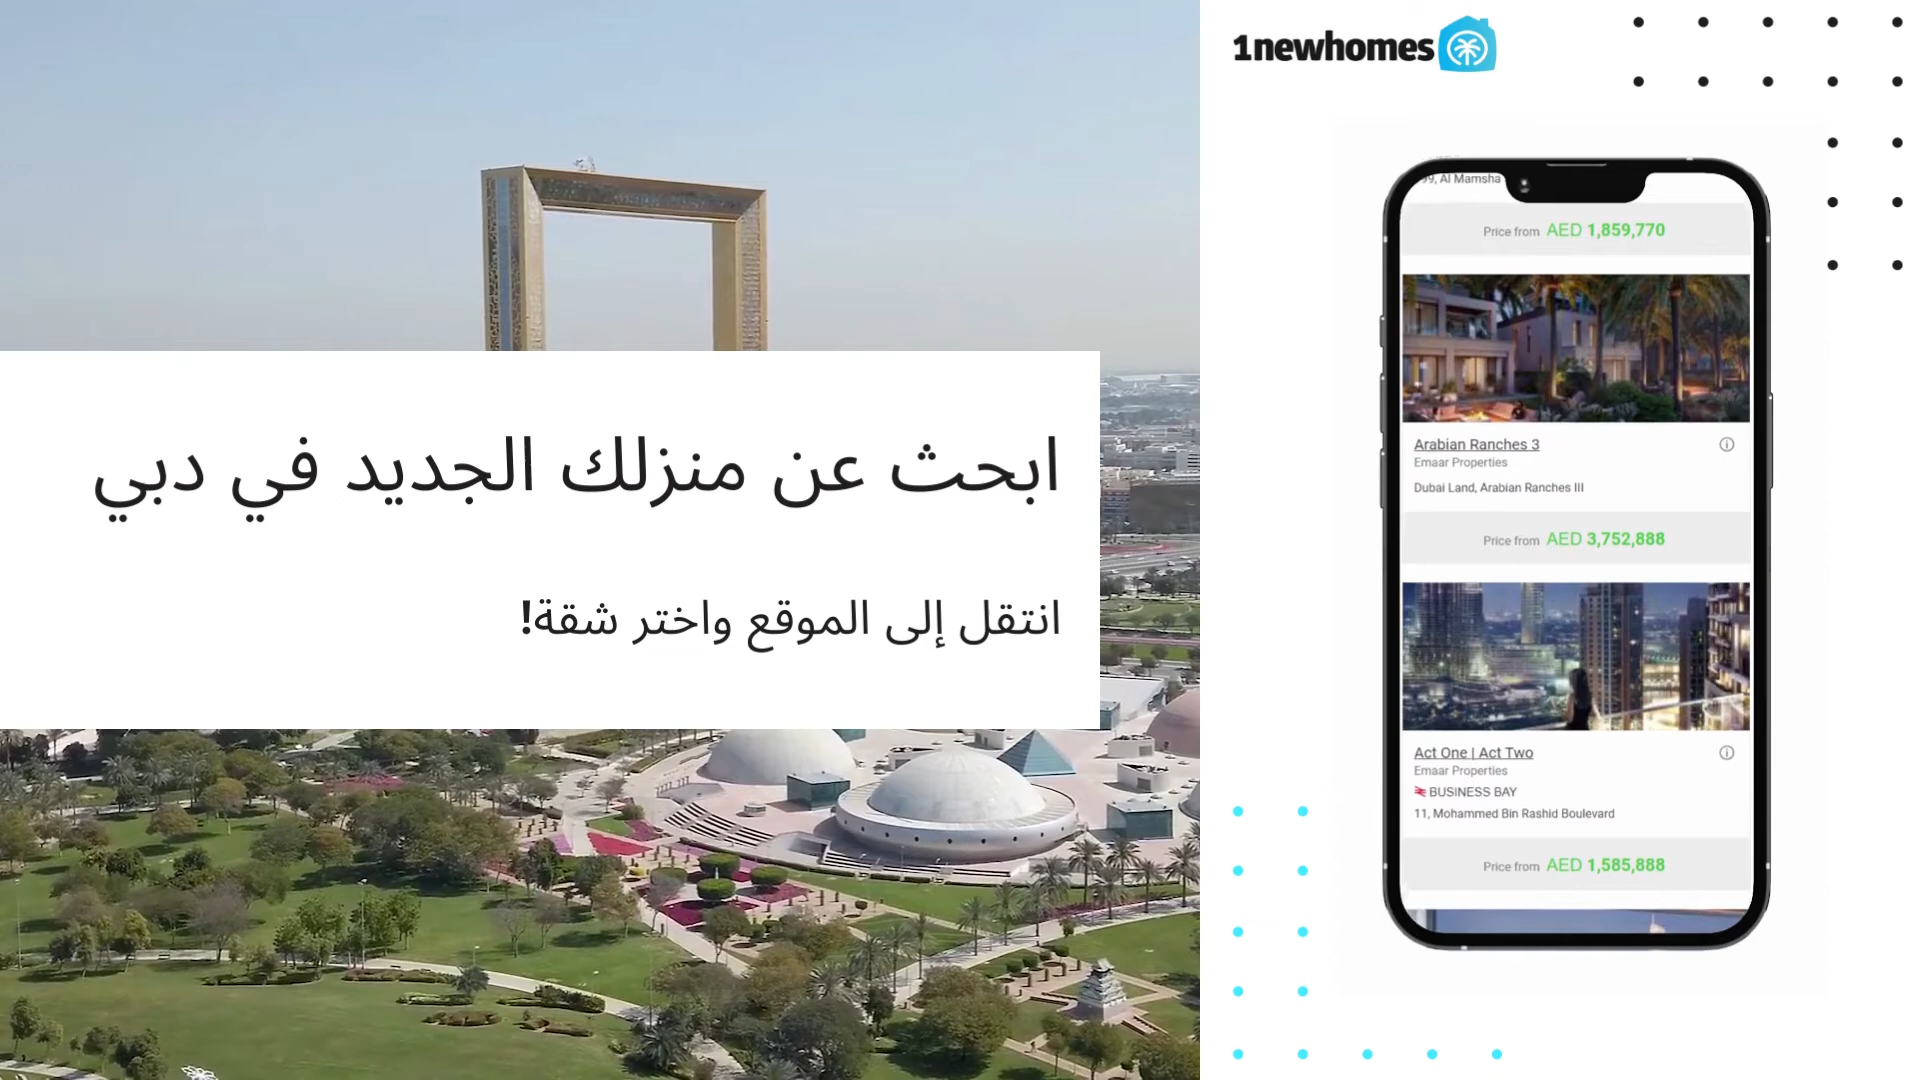 ابحث عن منزلك الجديد في دبي
انتقل إلى الموقع واختر شقة!
1newhomes
99, Al Mamsha
Price from AED 1,859,770
Arabian Ranches 3
Emaar Properties
Dubai Land, Arabian Ranches III
Price from AED 3,752,888
Act One | Act Two
Emaar Properties
BUSINESS BAY
11, Mohammed Bin Rashid Boulevard
Price from AED 1,585,888